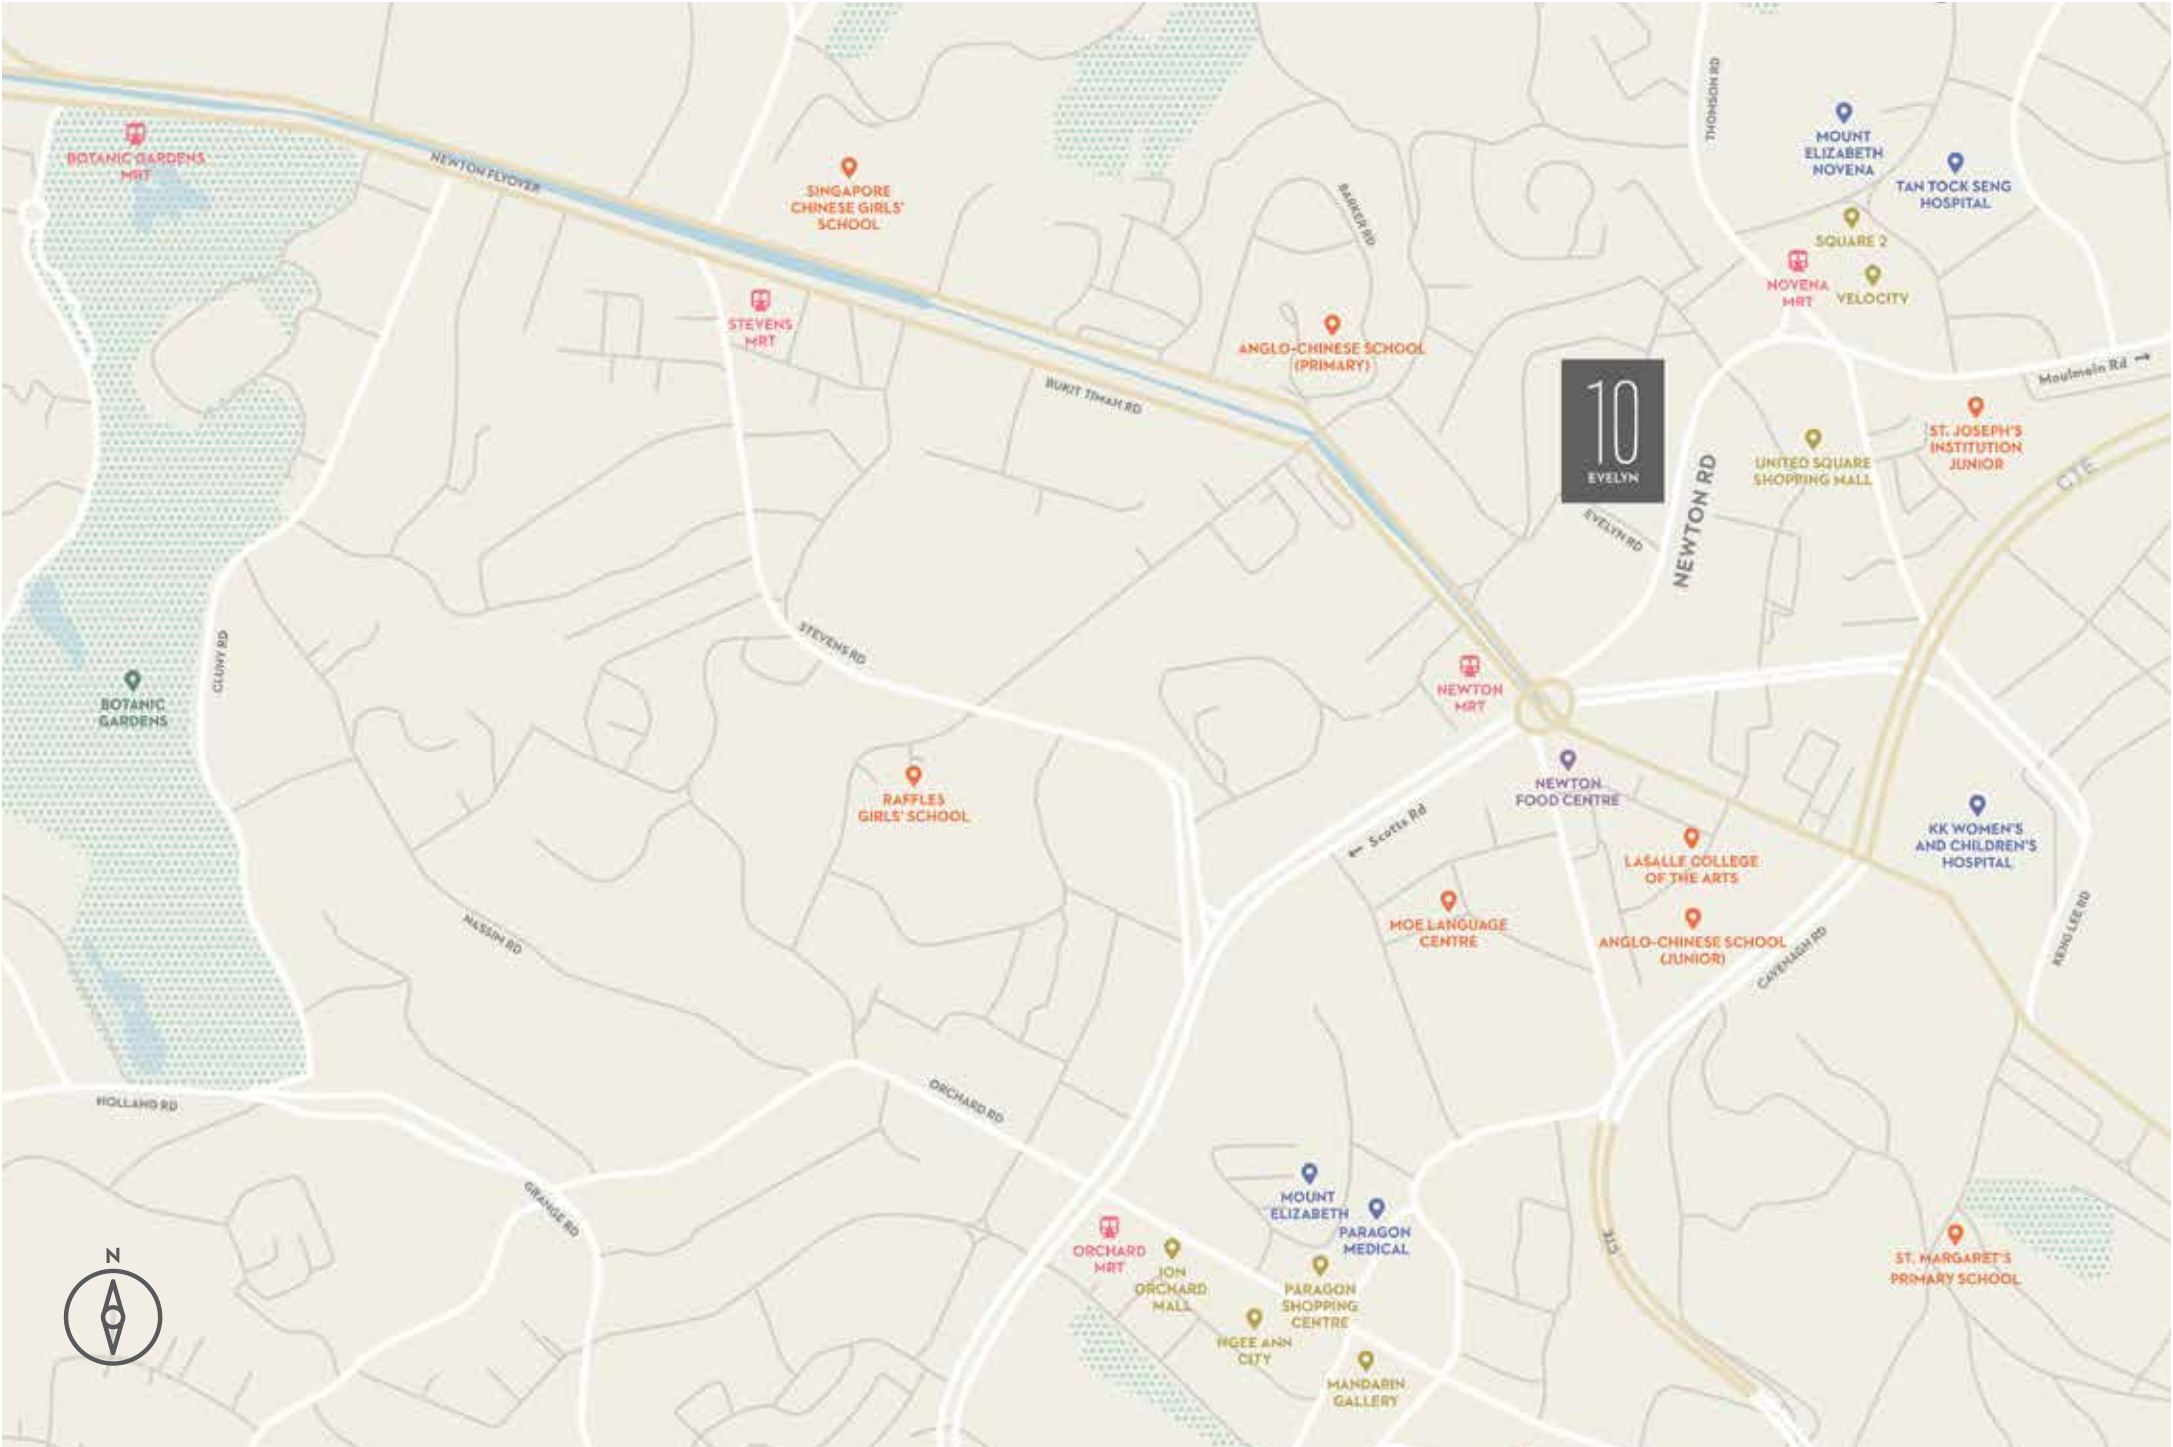 THOMSON RD
MOUNT
ELIZABETH
NOVENA
TAN TOCK SENG
HOSPITAL
BOTANIC GARDENS
MRT
NEWTON FLYOVER
SINGAPORE
CHINESE GIRLS'
SCHOOL
BARKER RD
SQUARE 2
NOVENA
MRT
VELOCITY
STEVENS
MRT
ANGLO-CHINESE SCHOOL
(PRIMARY)
BUKIT TIMAH RD
Moulmein Rd →
10
EVELYN
ST. JOSEPH'S
INSTITUTION
JUNIOR
UNITED SQUARE
SHOPPING MALL
CTE
NEWTON RD
EVELYN RD
CLUNY RD
STEVENS RD
BOTANIC
GARDENS
NEWTON
MRT
NEWTON
FOOD CENTRE
RAFFLES
GIRLS' SCHOOL
← Scotts Rd
KK WOMEN'S
AND CHILDREN'S
HOSPITAL
LASALLE COLLEGE
OF THE ARTS
MOE LANGUAGE
CENTRE
ANGLO-CHINESE SCHOOL
(JUNIOR)
CAVENAGH RD
KENG LEE RD
NASSIM RD
HOLLAND RD
ORCHARD RD
GRANGE RD
MOUNT
ELIZABETH
PARAGON
MEDICAL
CTE
ORCHARD
MRT
ION
ORCHARD
MALL
PARAGON
SHOPPING
CENTRE
NGEE ANN
CITY
MANDARIN
GALLERY
ST. MARGARET'S
PRIMARY SCHOOL
N